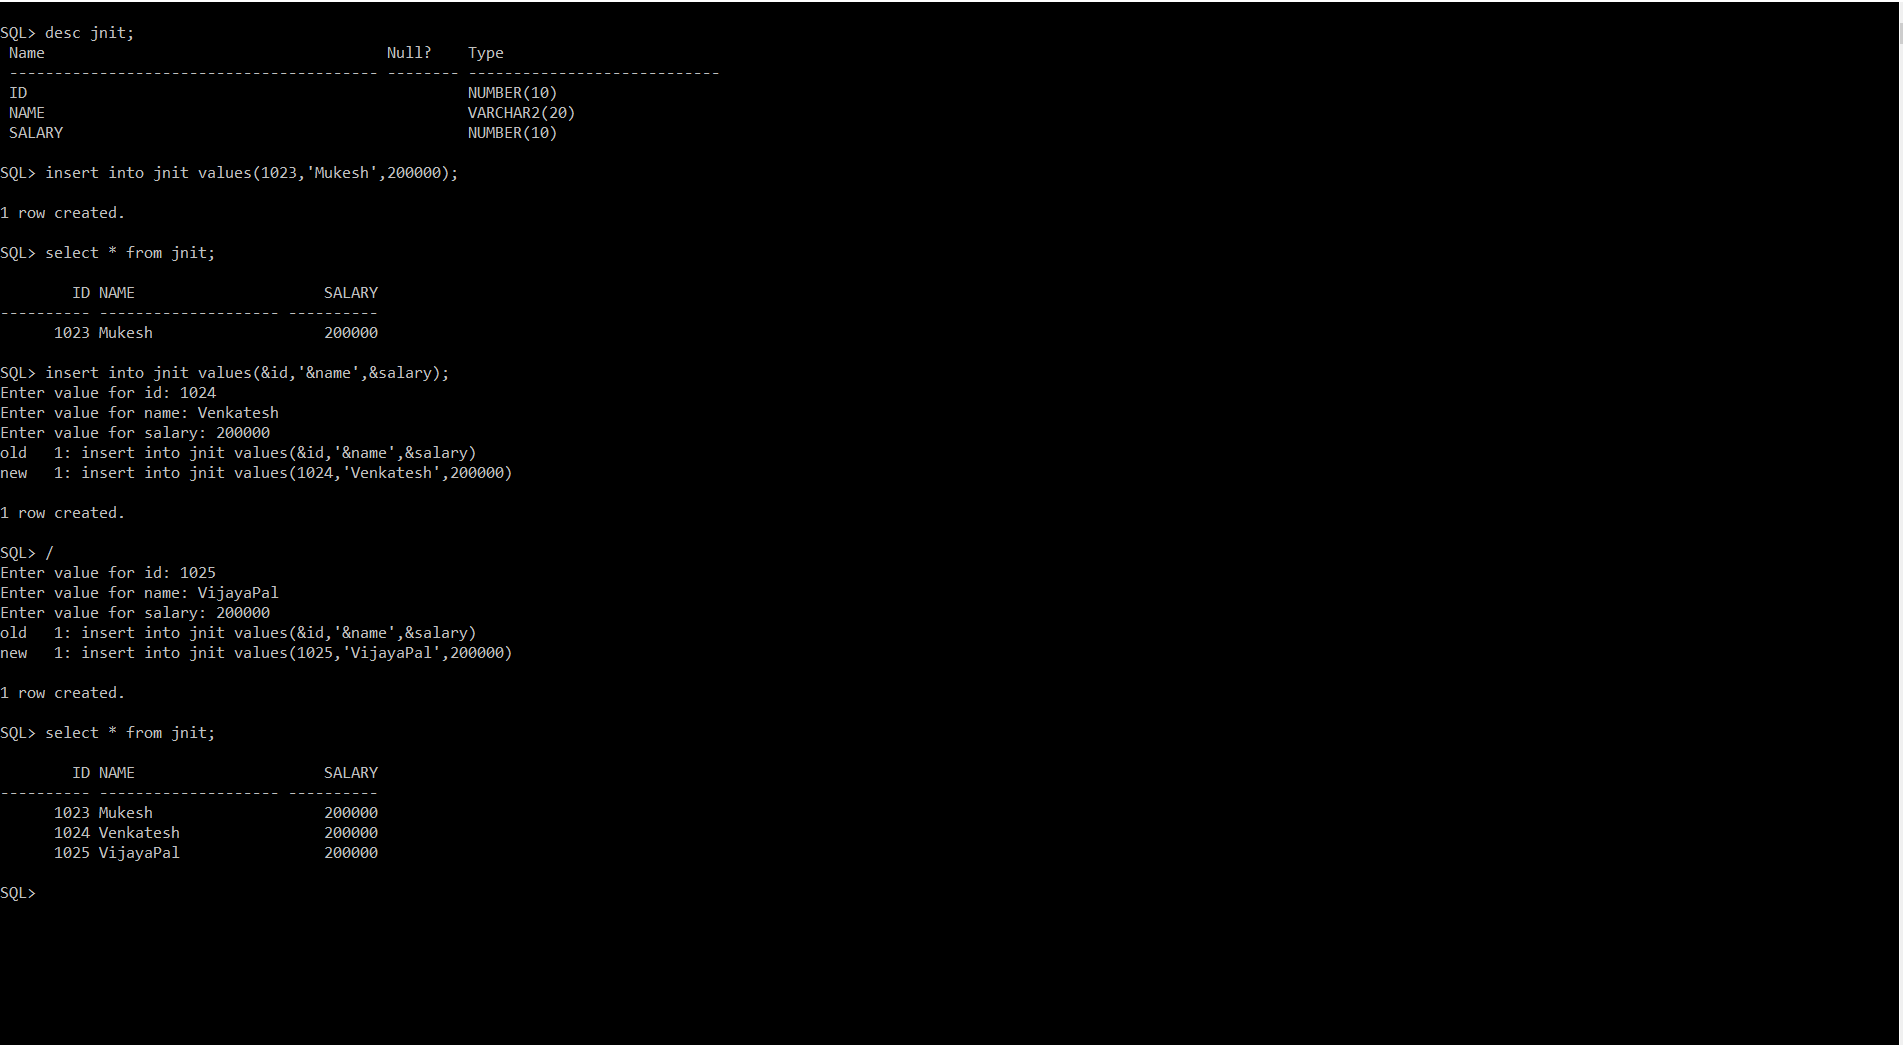 SQL> desc jnit;
 Name                                      Null?    Type
 ----------------------------------------- -------- ----------------------------
 ID                                                 NUMBER(10)
 NAME                                               VARCHAR2(20)
 SALARY                                             NUMBER(10)

SQL> insert into jnit values(1023,'Mukesh',200000);

1 row created.

SQL> select * from jnit;

        ID NAME                     SALARY
---------- -------------------- ----------
      1023 Mukesh                   200000

SQL> insert into jnit values(&id,'&name',&salary);
Enter value for id: 1024
Enter value for name: Venkatesh
Enter value for salary: 200000
old   1: insert into jnit values(&id,'&name',&salary)
new   1: insert into jnit values(1024,'Venkatesh',200000)

1 row created.

SQL> /
Enter value for id: 1025
Enter value for name: VijayaPal
Enter value for salary: 200000
old   1: insert into jnit values(&id,'&name',&salary)
new   1: insert into jnit values(1025,'VijayaPal',200000)

1 row created.

SQL> select * from jnit;

        ID NAME                     SALARY
---------- -------------------- ----------
      1023 Mukesh                   200000
      1024 Venkatesh                200000
      1025 VijayaPal                200000

SQL>